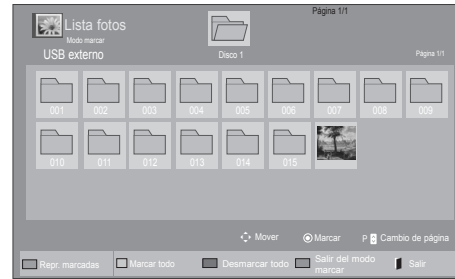 Página 1/1
Lista fotos
Modo marcar
USB externo
Disco 1
Página 1/1
001 002 003 004 005 006 007 008 009
010 011 012 013 014 015
Mover Marcar P Cambio de página
Repr. marcadas Marcar todo Desmarcar todo Salir del modo marcar Salir